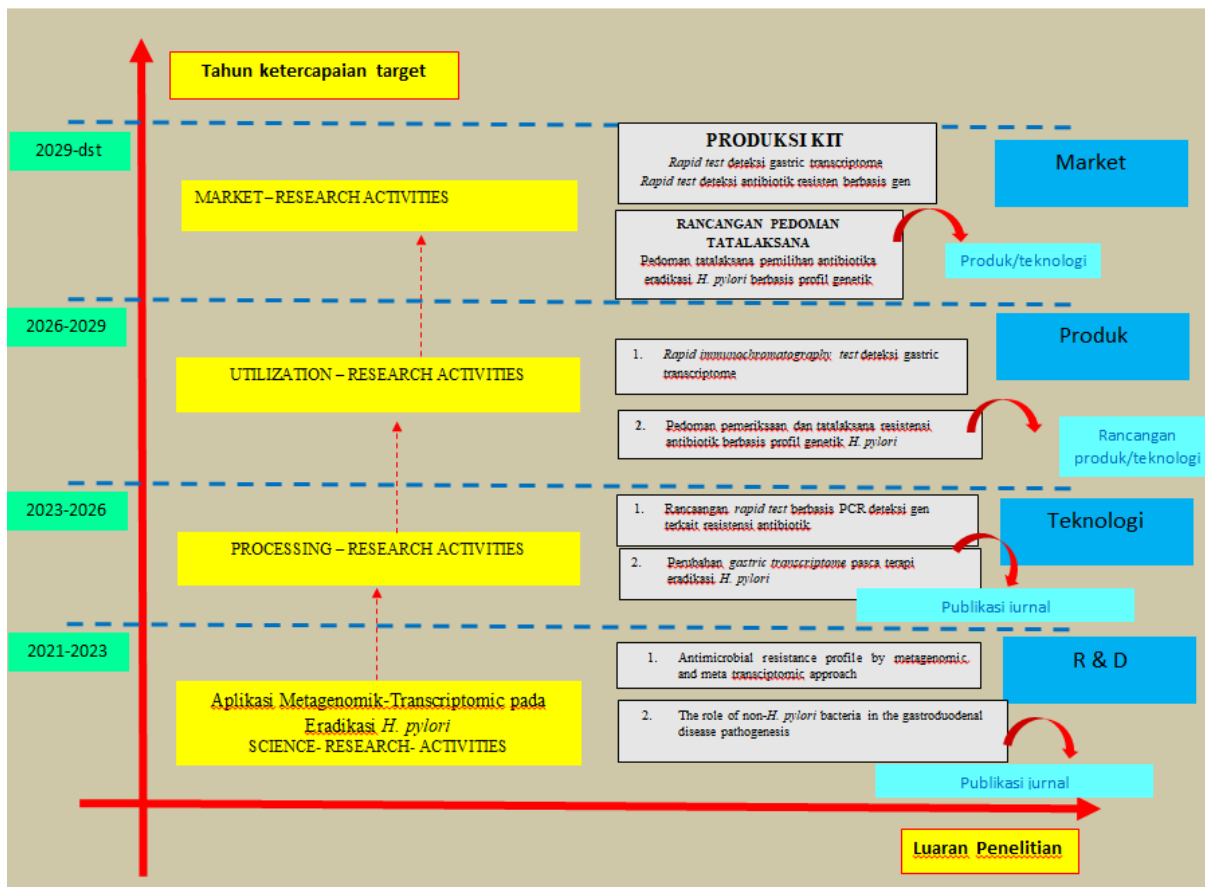 Tahun ketercapaian target
2029-dst
MARKET – RESEARCH ACTIVITIES
PRODUKSI KIT
Rapid test deteksi gastric transcriptome
Rapid test deteksi antibiotik resisten berbasis gen
Market
RANCANGAN PEDOMAN
TATALAKSANA
Pedoman tatalaksana pemilihan antibiotika
eradikasi H. pylori berbasis profil genetik
Produk/teknologi
2026-2029
UTILIZATION – RESEARCH ACTIVITIES
1. Rapid immunochromatography test deteksi gastric
transcriptome
Produk
2. Pedoman pemeriksaan dan tatalaksana resistensi
antibiotik berbasis profil genetik H. pylori
Rancangan
produk/teknologi
2023-2026
PROCESSING – RESEARCH ACTIVITIES
1. Rancaangan rapid test berbasis PCR deteksi gen
terkait resistensi antibiotik
Teknologi
2. Perubahan gastric transcriptome pasca terapi
eradikasi H. pylori
Publikasi jurnal
2021-2023
Aplikasi Metagenomik-Transcriptomic pada
Eradikasi H. pylori
SCIENCE- RESEARCH- ACTIVITIES
1. Antimicrobial resistance profile by metagenomic
and meta transciptomic approach
R & D
2. The role of non-H. pylori bacteria in the gastroduodenal
disease pathogenesis
Publikasi jurnal
Luaran Penelitian